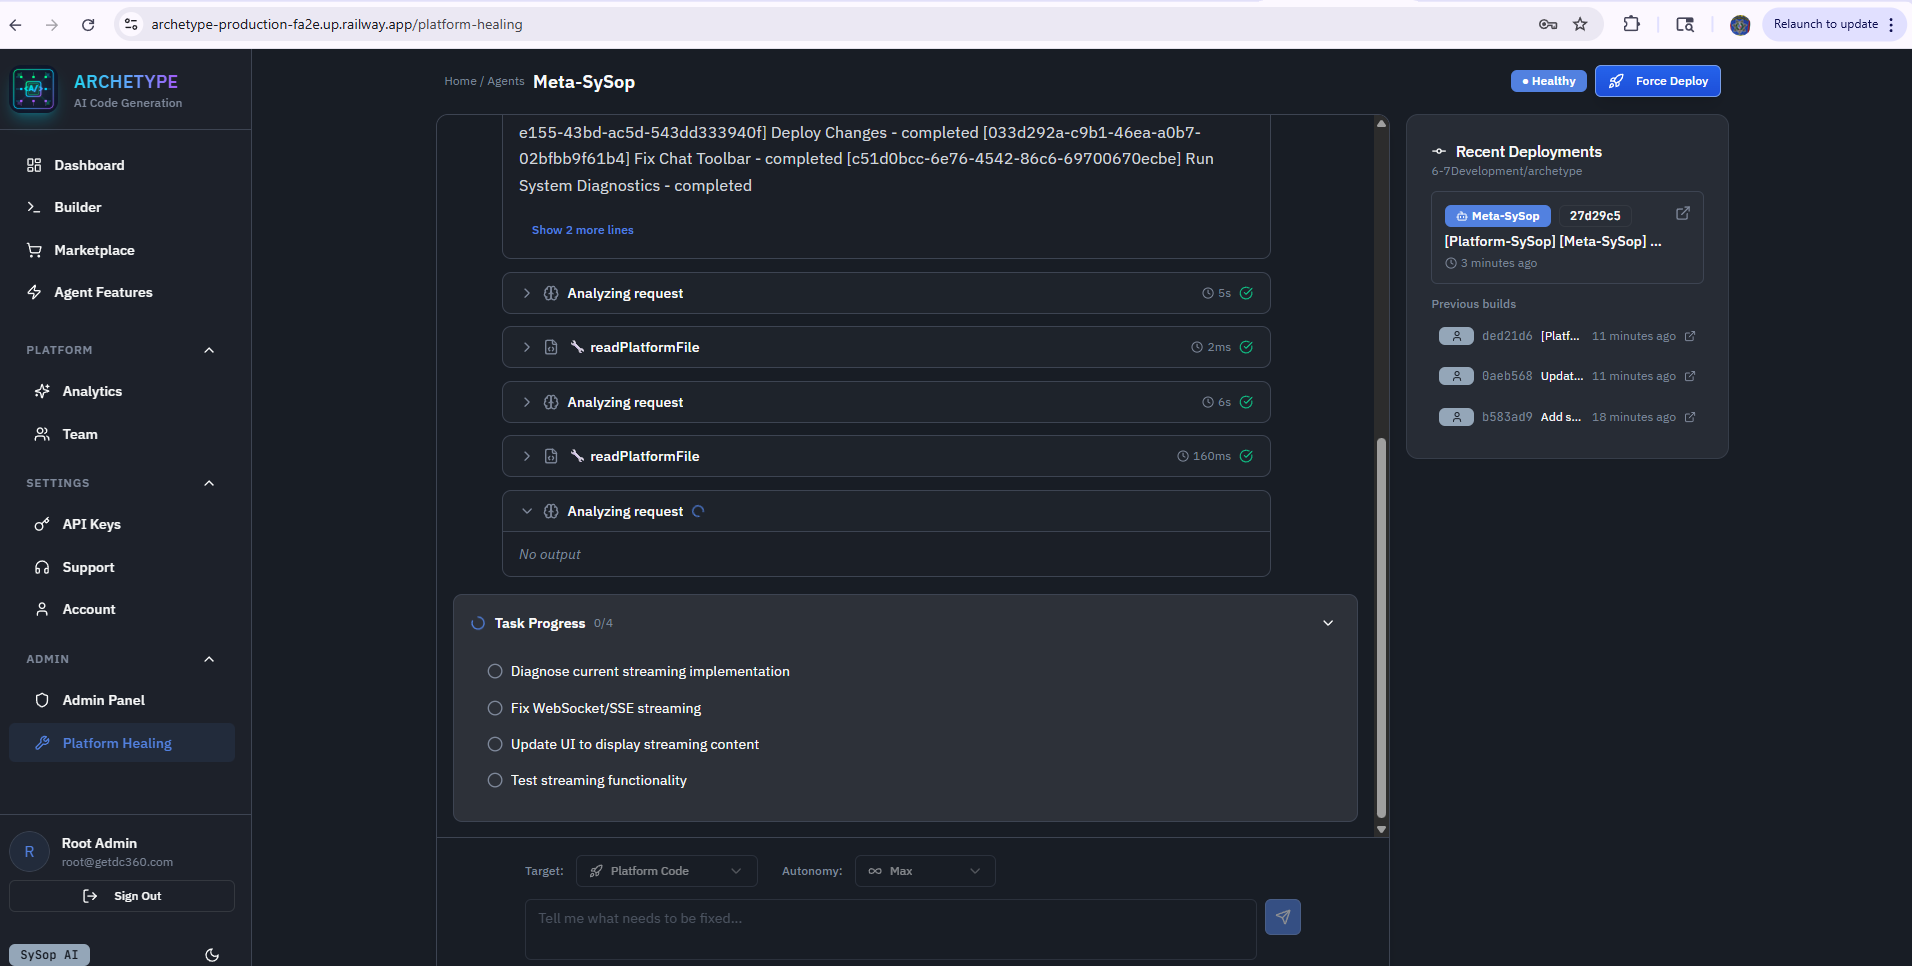 archetype-production-fa2e.up.railway.app/platform-healing
Relaunch to update
ARCHETYPE
AI Code Generation
Dashboard
Builder
Marketplace
Agent Features
PLATFORM
Analytics
Team
SETTINGS
API Keys
Support
Account
ADMIN
Admin Panel
Platform Healing
R
Root Admin
root@getdc360.com
Sign Out
SySop AI
Home / Agents Meta-SySop
Healthy
Force Deploy
e155-43bd-ac5d-543dd333940f] Deploy Changes - completed [033d292a-c9b1-46ea-a0b7-
02bfbb9f61b4] Fix Chat Toolbar - completed [c51d0bcc-6e76-4542-86c6-69700670ecbe] Run
System Diagnostics - completed
Show 2 more lines
Analyzing request 5s
readPlatformFile 2ms
Analyzing request 6s
readPlatformFile 160ms
Analyzing request
No output
Task Progress 0/4
Diagnose current streaming implementation
Fix WebSocket/SSE streaming
Update UI to display streaming content
Test streaming functionality
Target: Platform Code Autonomy: Max
Tell me what needs to be fixed...
Recent Deployments
6-7Development/archetype
Meta-SySop 27d29c5
[Platform-SySop] [Meta-SySop] ...
3 minutes ago
Previous builds
ded21d6 [Platf... 11 minutes ago
0aeb568 Updat... 11 minutes ago
b583ad9 Add s... 18 minutes ago